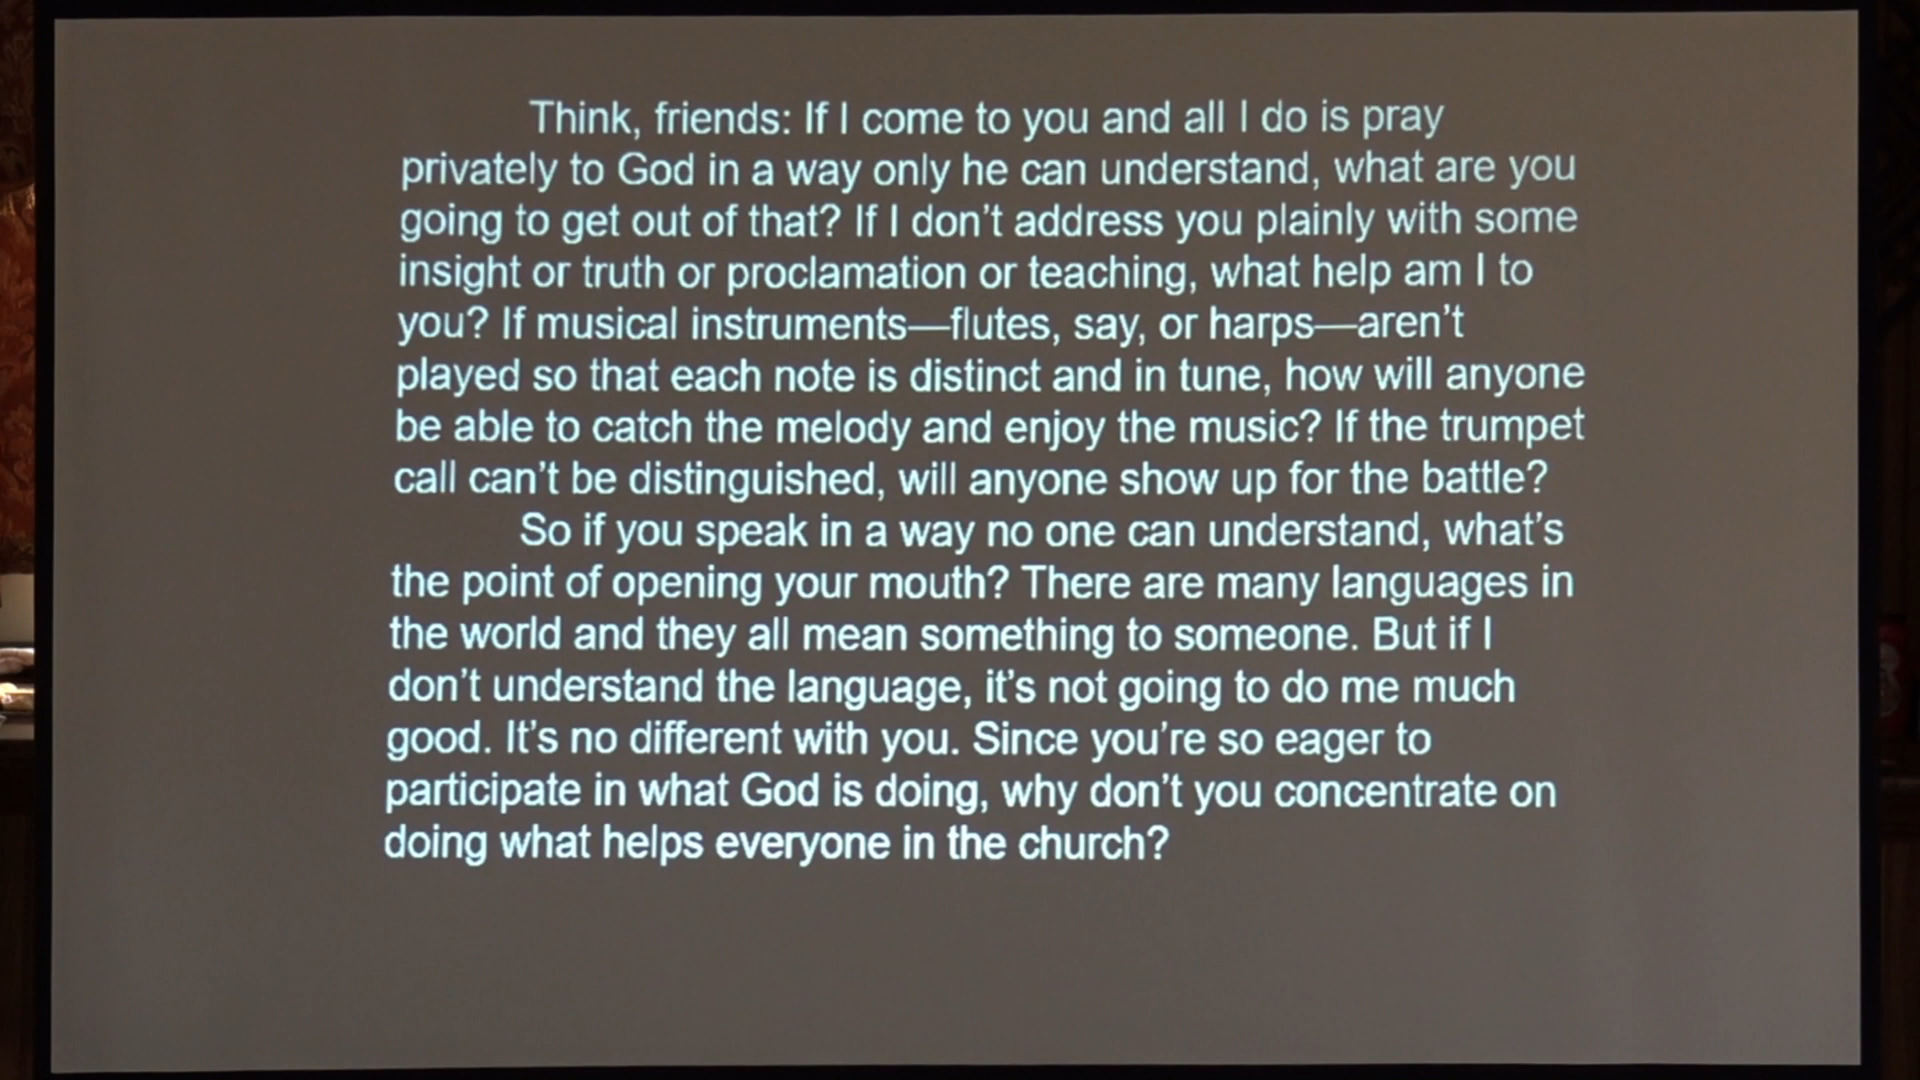 Think, friends: If I come to you and all I do is pray
privately to God in a way only he can understand, what are you
going to get out of that? If I don’t address you plainly with some
insight or truth or proclamation or teaching, what help am I to
you? If musical instruments—flutes, say, or harps—aren’t
played so that each note is distinct and in tune, how will anyone
be able to catch the melody and enjoy the music? If the trumpet
call can’t be distinguished, will anyone show up for the battle?
So if you speak in a way no one can understand, what’s
the point of opening your mouth? There are many languages in
the world and they all mean something to someone. But if I
don’t understand the language, it’s not going to do me much
good. It’s no different with you. Since you’re so eager to
participate in what God is doing, why don’t you concentrate on
doing what helps everyone in the church?